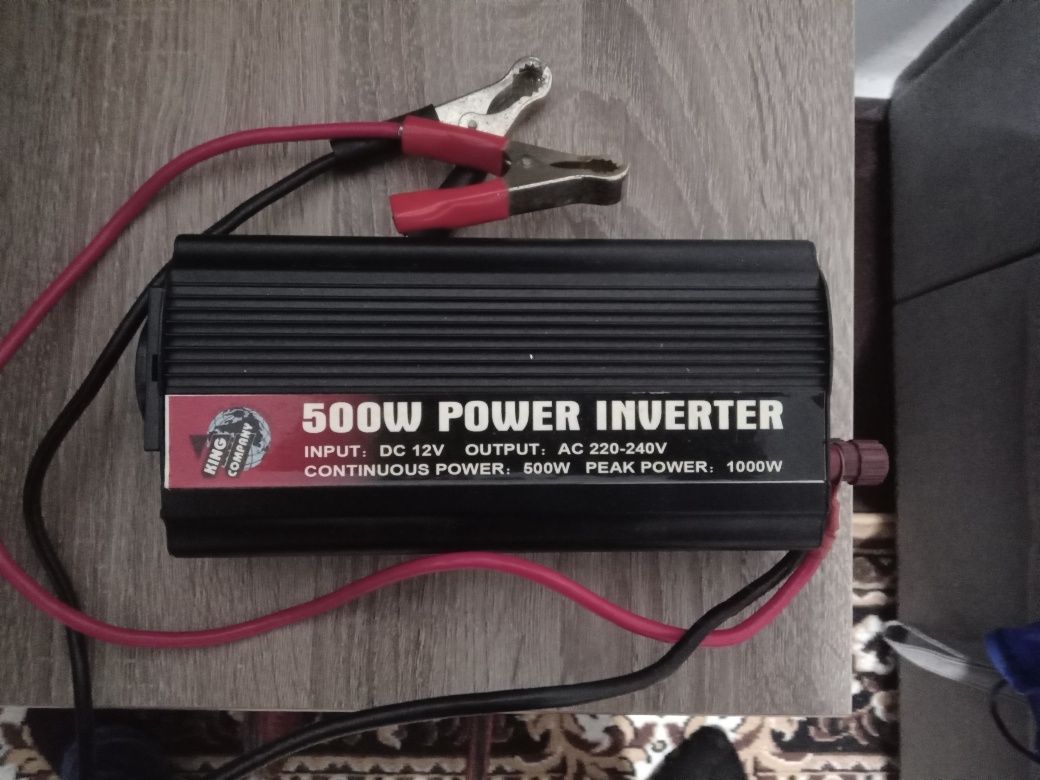 500W POWER INVERTER
KING
COMPANY
INPUT: DC 12V OUTPUT: AC 220-240V
CONTINUOUS POWER: 500W PEAK POWER: 1000W